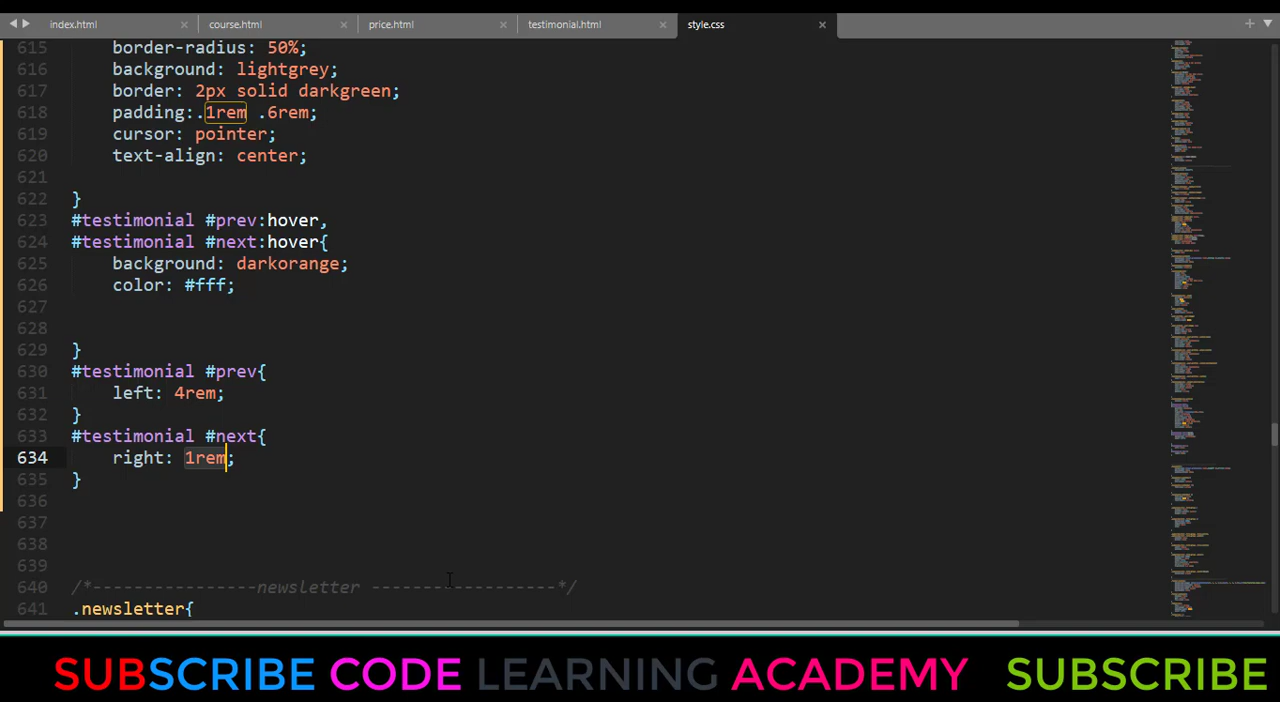 index.html course.html price.html testimonial.html style.css
615 border-radius: 50%;
616 background: lightgrey;
617 border: 2px solid darkgreen;
618 padding:.1rem .6rem;
619 cursor: pointer;
620 text-align: center;
621
622 }
623 #testimonial #prev:hover,
624 #testimonial #next:hover{
625 background: darkorange;
626 color: #fff;
627
628
629 }
630 #testimonial #prev{
631 left: 4rem;
632 }
633 #testimonial #next{
634 right: 1rem;
635 }
636
637
638
639
640 /*----------------newsletter ------------------*/
641 .newsletter{
SUBSCRIBE CODE LEARNING ACADEMY SUBSCRIBE